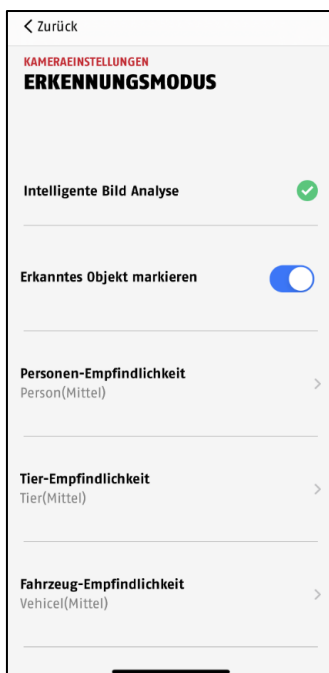 Zurück
KAMERAEINSTELLUNGEN
ERKENNUNGSMODUS
Intelligente Bild Analyse
Erkanntes Objekt markieren
Personen-Empfindlichkeit
Person(Mittel)
Tier-Empfindlichkeit
Tier(Mittel)
Fahrzeug-Empfindlichkeit
Vehicel(Mittel)